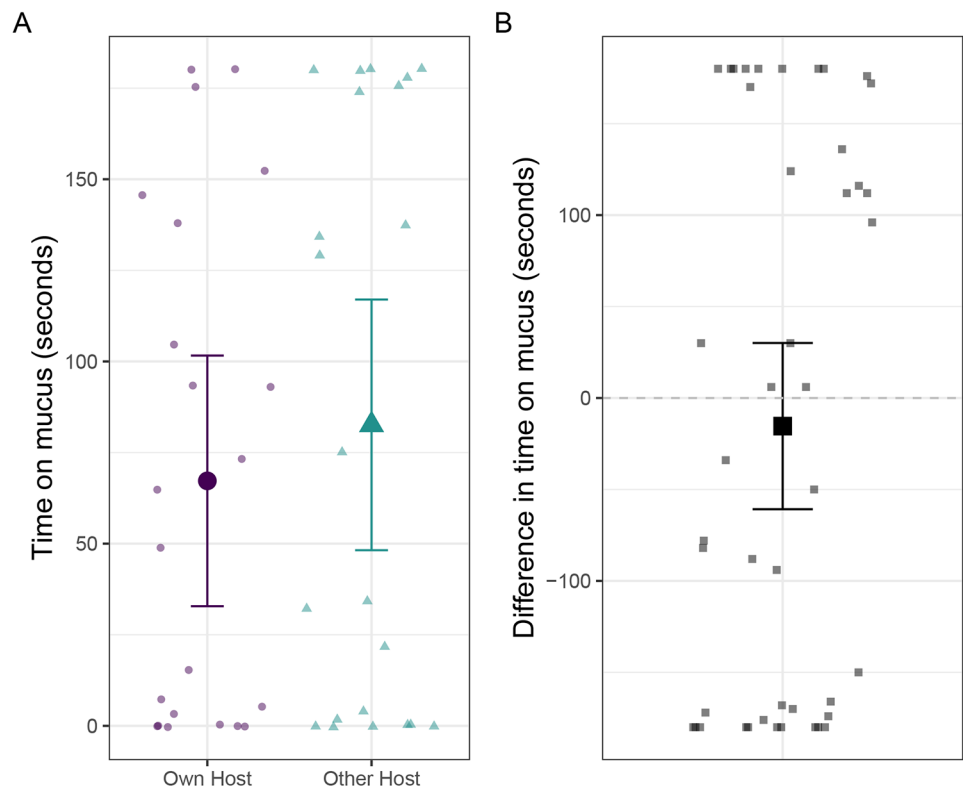 A
Time on mucus (seconds)
150
100
50
0
Own Host
Other Host
B
Difference in time on mucus (seconds)
100
0
−100